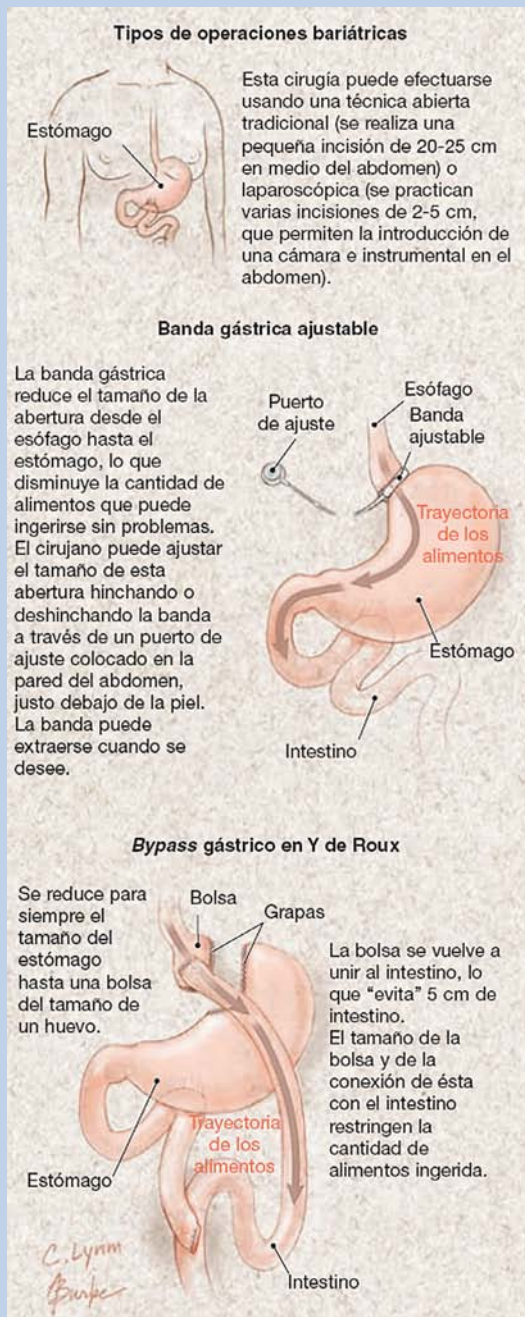 Tipos de operaciones bariátricas
Estómago
Esta cirugía puede efectuarse
usando una técnica abierta
tradicional (se realiza una
pequeña incisión de 20-25 cm
en medio del abdomen) o
laparoscópica (se practican
varias incisiones de 2-5 cm,
que permiten la introducción de
una cámara e instrumental en el
abdomen).
Banda gástrica ajustable
La banda gástrica
reduce el tamaño de la
abertura desde el
esófago hasta el
estómago, lo que
disminuye la cantidad de
alimentos que puede
ingerirse sin problemas.
El cirujano puede ajustar
el tamaño de esta
abertura hinchando o
deshinchando la banda
a través de un puerto de
ajuste colocado en la
pared del abdomen,
justo debajo de la piel.
La banda puede
extraerse cuando se
desee.
Puerto
de ajuste
Esófago
Banda
ajustable
Trayectoria
de los
alimentos
Estómago
Intestino
Bypass gástrico en Y de Roux
Se reduce para
siempre el
tamaño del
estómago
hasta una bolsa
del tamaño de
un huevo.
Bolsa
Grapas
La bolsa se vuelve a
unir al intestino, lo
que “evita” 5 cm de
intestino.
El tamaño de la
bolsa y de la
conexión de ésta
con el intestino
restringen la
cantidad de
alimentos ingerida.
Trayectoria
de los
alimentos
Estómago
Intestino
C. Lynm
Burke